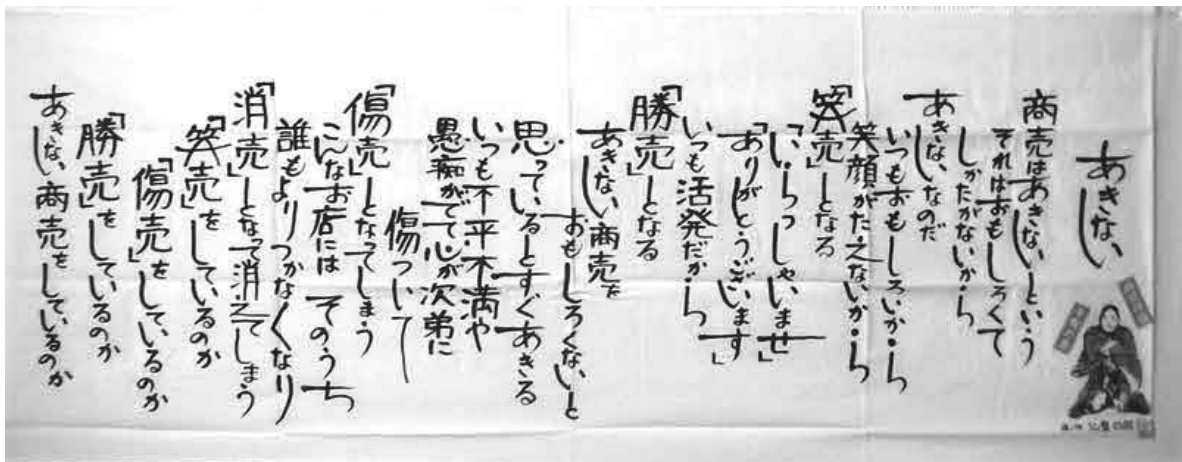 あきない
商売はあきないという
それはおもしろくて
しかたがないから
あきないなのだ
いつもおもしろいから
笑顔がたえないから
「笑売」となる
「いらっしゃいませ」
「ありがとうございます」
いつも活発だから
「勝売」となる
あきない商売を
おもしろくないと
思っているとすぐあきる
いつも不平不満や
愚痴がでて心が次第に
傷ついて
「傷売」となってしまう
こんなお店には そのうち
誰もよりつかなくなり
「消売」となって消えてしまう
「笑売」をしているのか
「傷売」をしているのか
「勝売」をしているのか
あきない商売をしているのか